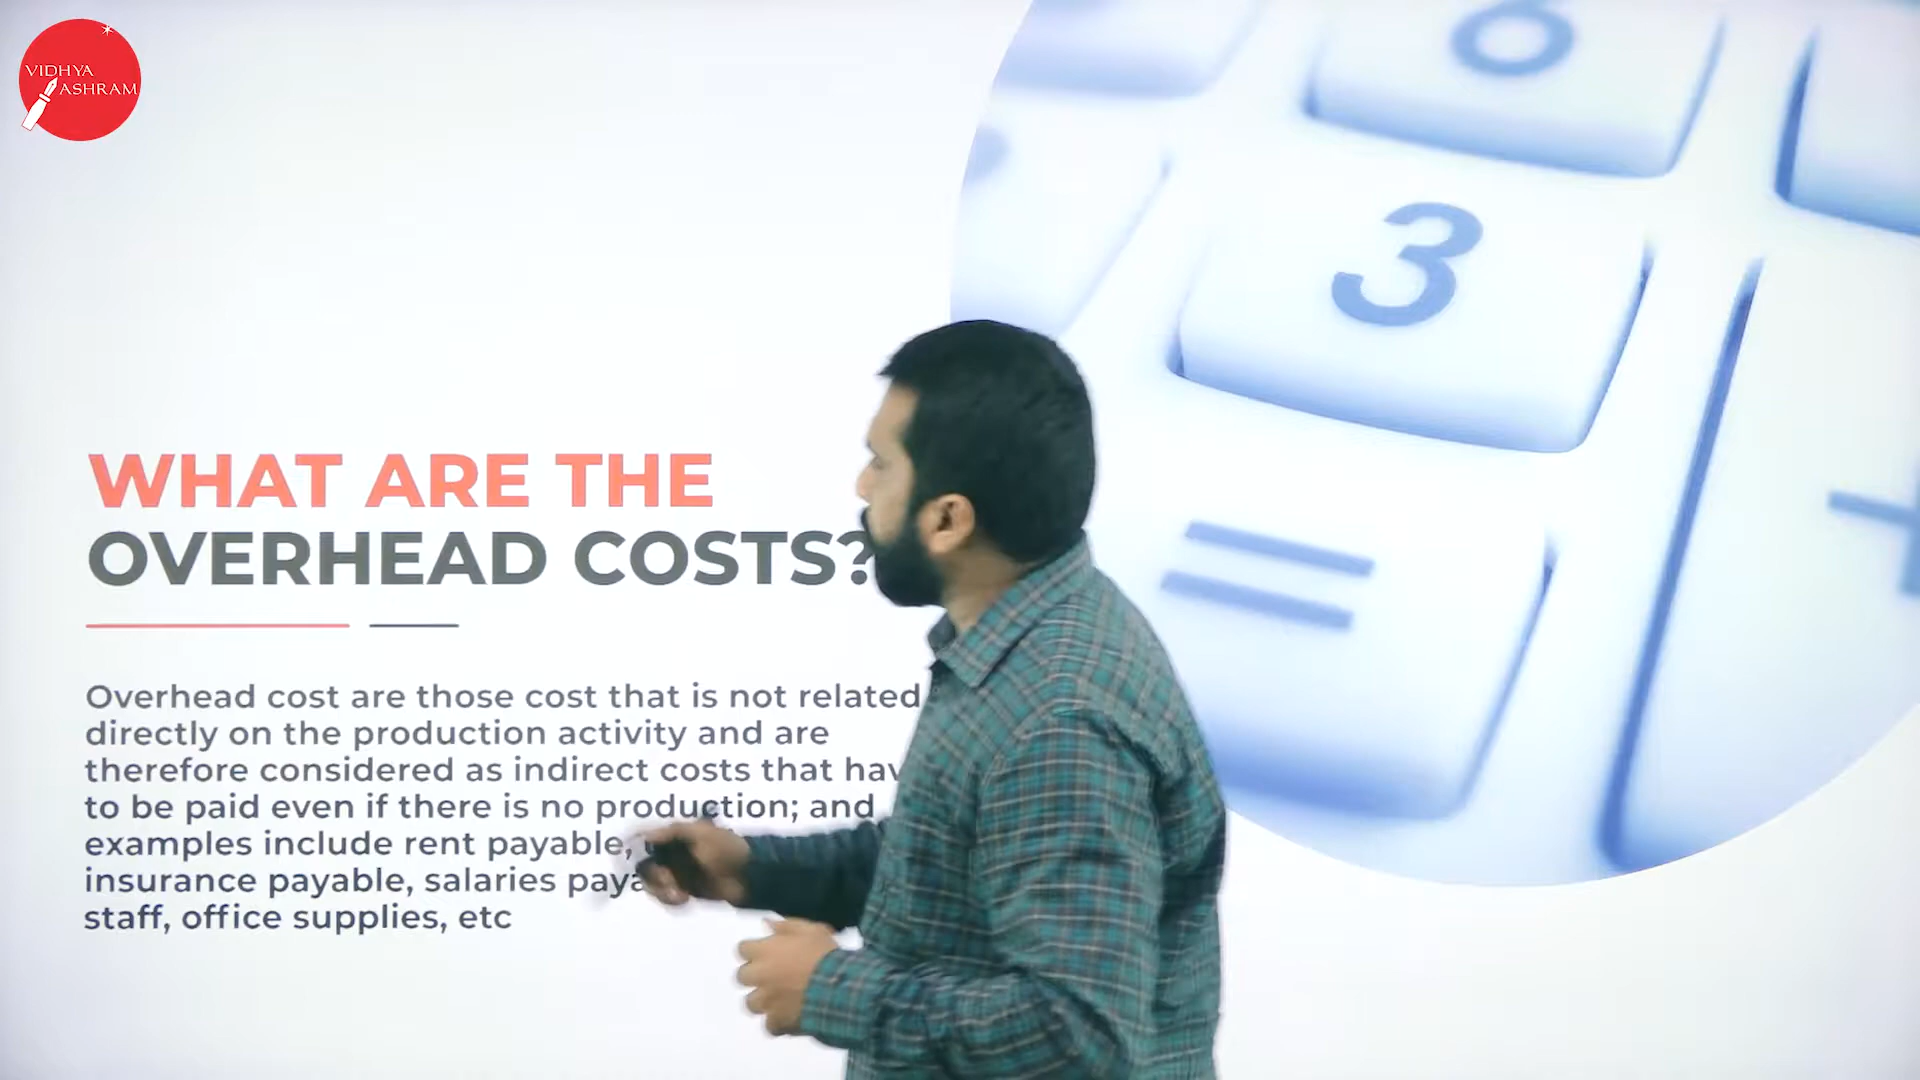 VIDHYA
ASHRAM
6
3
=
+
WHAT ARE THE
OVERHEAD COSTS?
Overhead cost are those cost that is not related
directly on the production activity and are
therefore considered as indirect costs that
to be paid even if there is no production; and
examples include rent payable,
insurance payable, salaries
staff, office supplies, etc